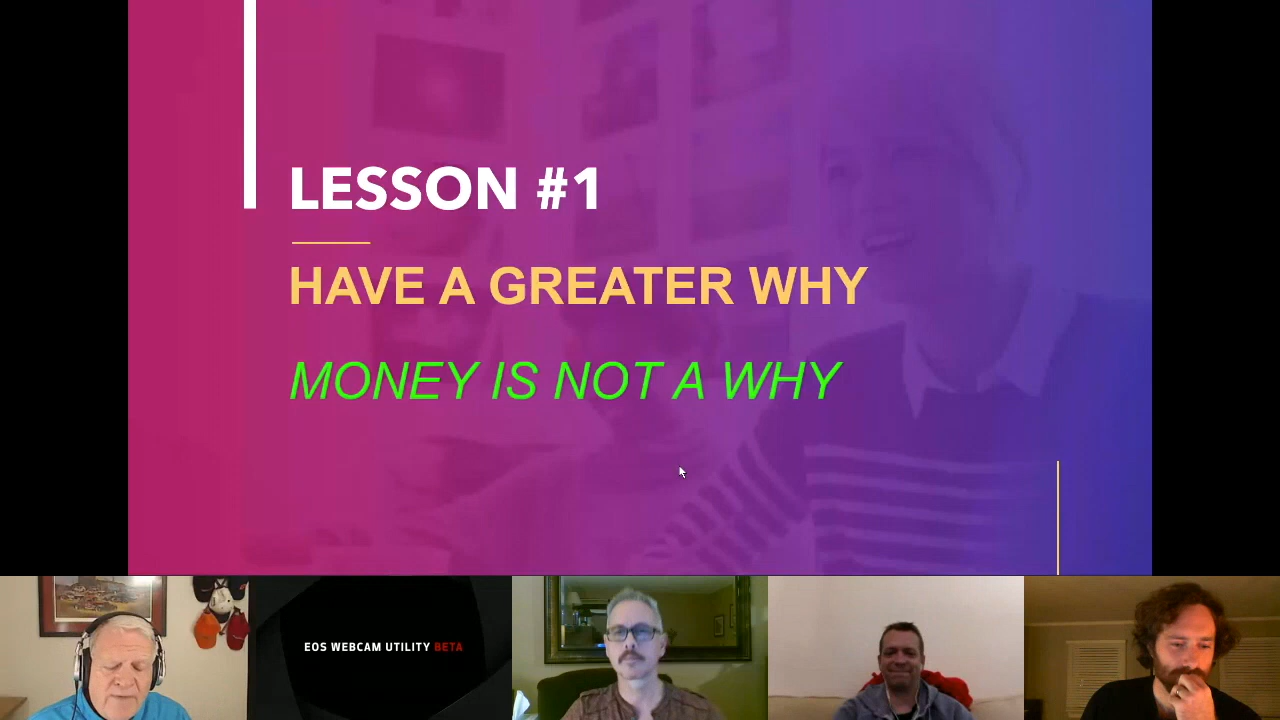 LESSON #1
HAVE A GREATER WHY
MONEY IS NOT A WHY
EOS WEBCAM UTILITY BETA